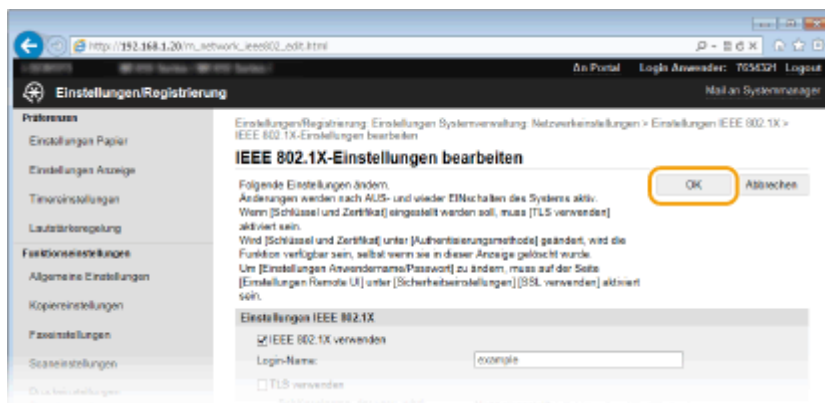 http://192.168.1.20/m_network_ieee802_edit.html
An Portal Login Anwender: 7654321 Logout
Einstellungen/Registrierung
Mail an Systemmanager
Präferenzen
Einstellungen Papier
Einstellungen Anzeige
Timereinstellungen
Lautstärkeregelung
Funktionseinstellungen
Allgemeine Einstellungen
Kopiereinstellungen
Faxeinstellungen
Scaneinstellungen
Einstellungen/Registrierung: Einstellungen Systemverwaltung: Netzwerkeinstellungen > Einstellungen IEEE 802.1X >
IEEE 802.1X-Einstellungen bearbeiten
IEEE 802.1X-Einstellungen bearbeiten
OK Abbrechen
Folgende Einstellungen ändern.
Änderungen werden nach AUS- und wieder EINschalten des Systems aktiv.
Wenn [Schlüssel und Zertifikat] eingestellt werden soll, muss [TLS verwenden]
aktiviert sein.
Wird [Schlüssel und Zertifikat] unter [Authentisierungsmethode] geändert, wird die
Funktion verfügbar sein, selbst wenn sie in dieser Anzeige gelöscht wurde.
Um [Einstellungen Anwendername/Passwort] zu ändern, muss auf der Seite
[Einstellungen Remote UI] unter [Sicherheitseinstellungen] [SSL verwenden] aktiviert
sein.
Einstellungen IEEE 802.1X
IEEE 802.1X verwenden
Login-Name: example
TLS verwenden